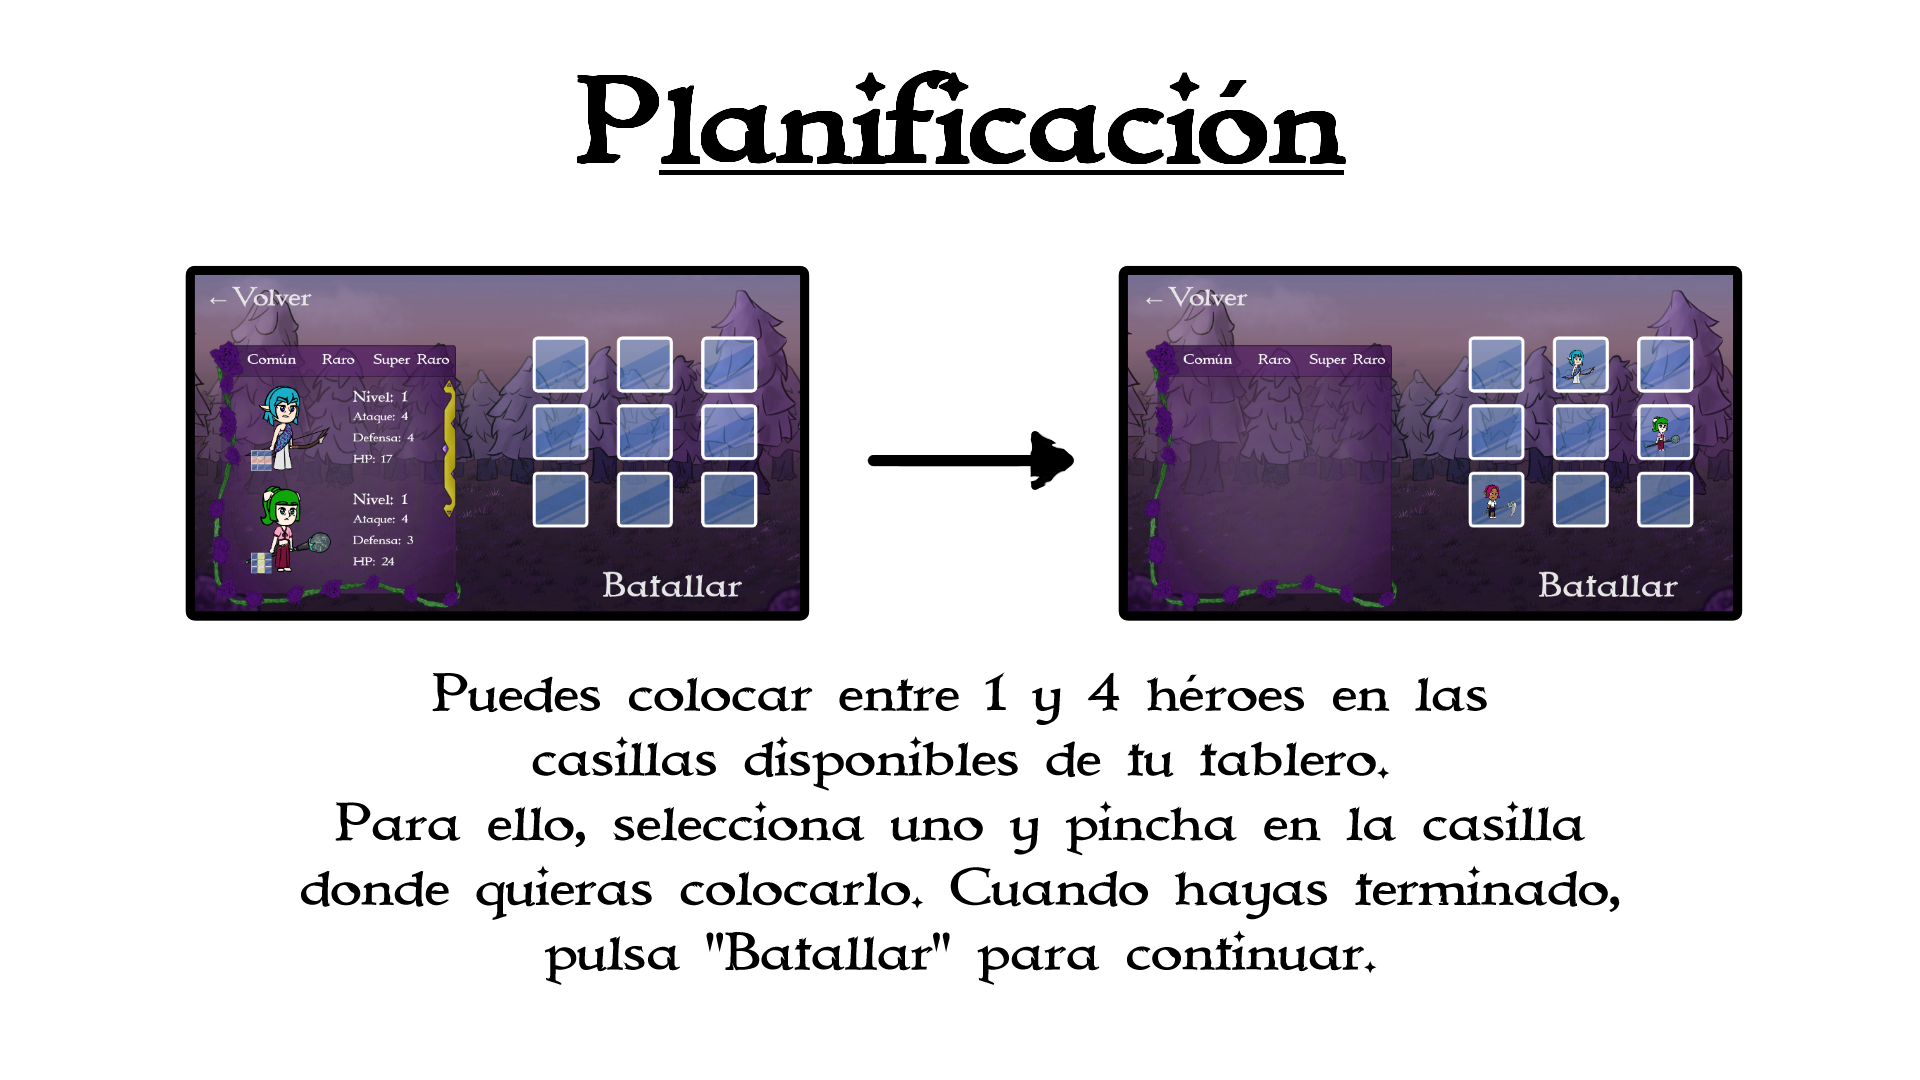 Planificación
←Volver
Común Raro Super Raro
Nivel: 1
Ataque: 4
Defensa: 4
HP: 17
Nivel: 1
Ataque: 4
Defensa: 3
HP: 24
Batallar
←Volver
Común Raro Super Raro
Batallar
Puedes colocar entre 1 y 4 héroes en las
casillas disponibles de tu tablero.
Para ello, selecciona uno y pincha en la casilla
donde quieras colocarlo. Cuando hayas terminado,
pulsa "Batallar" para continuar.